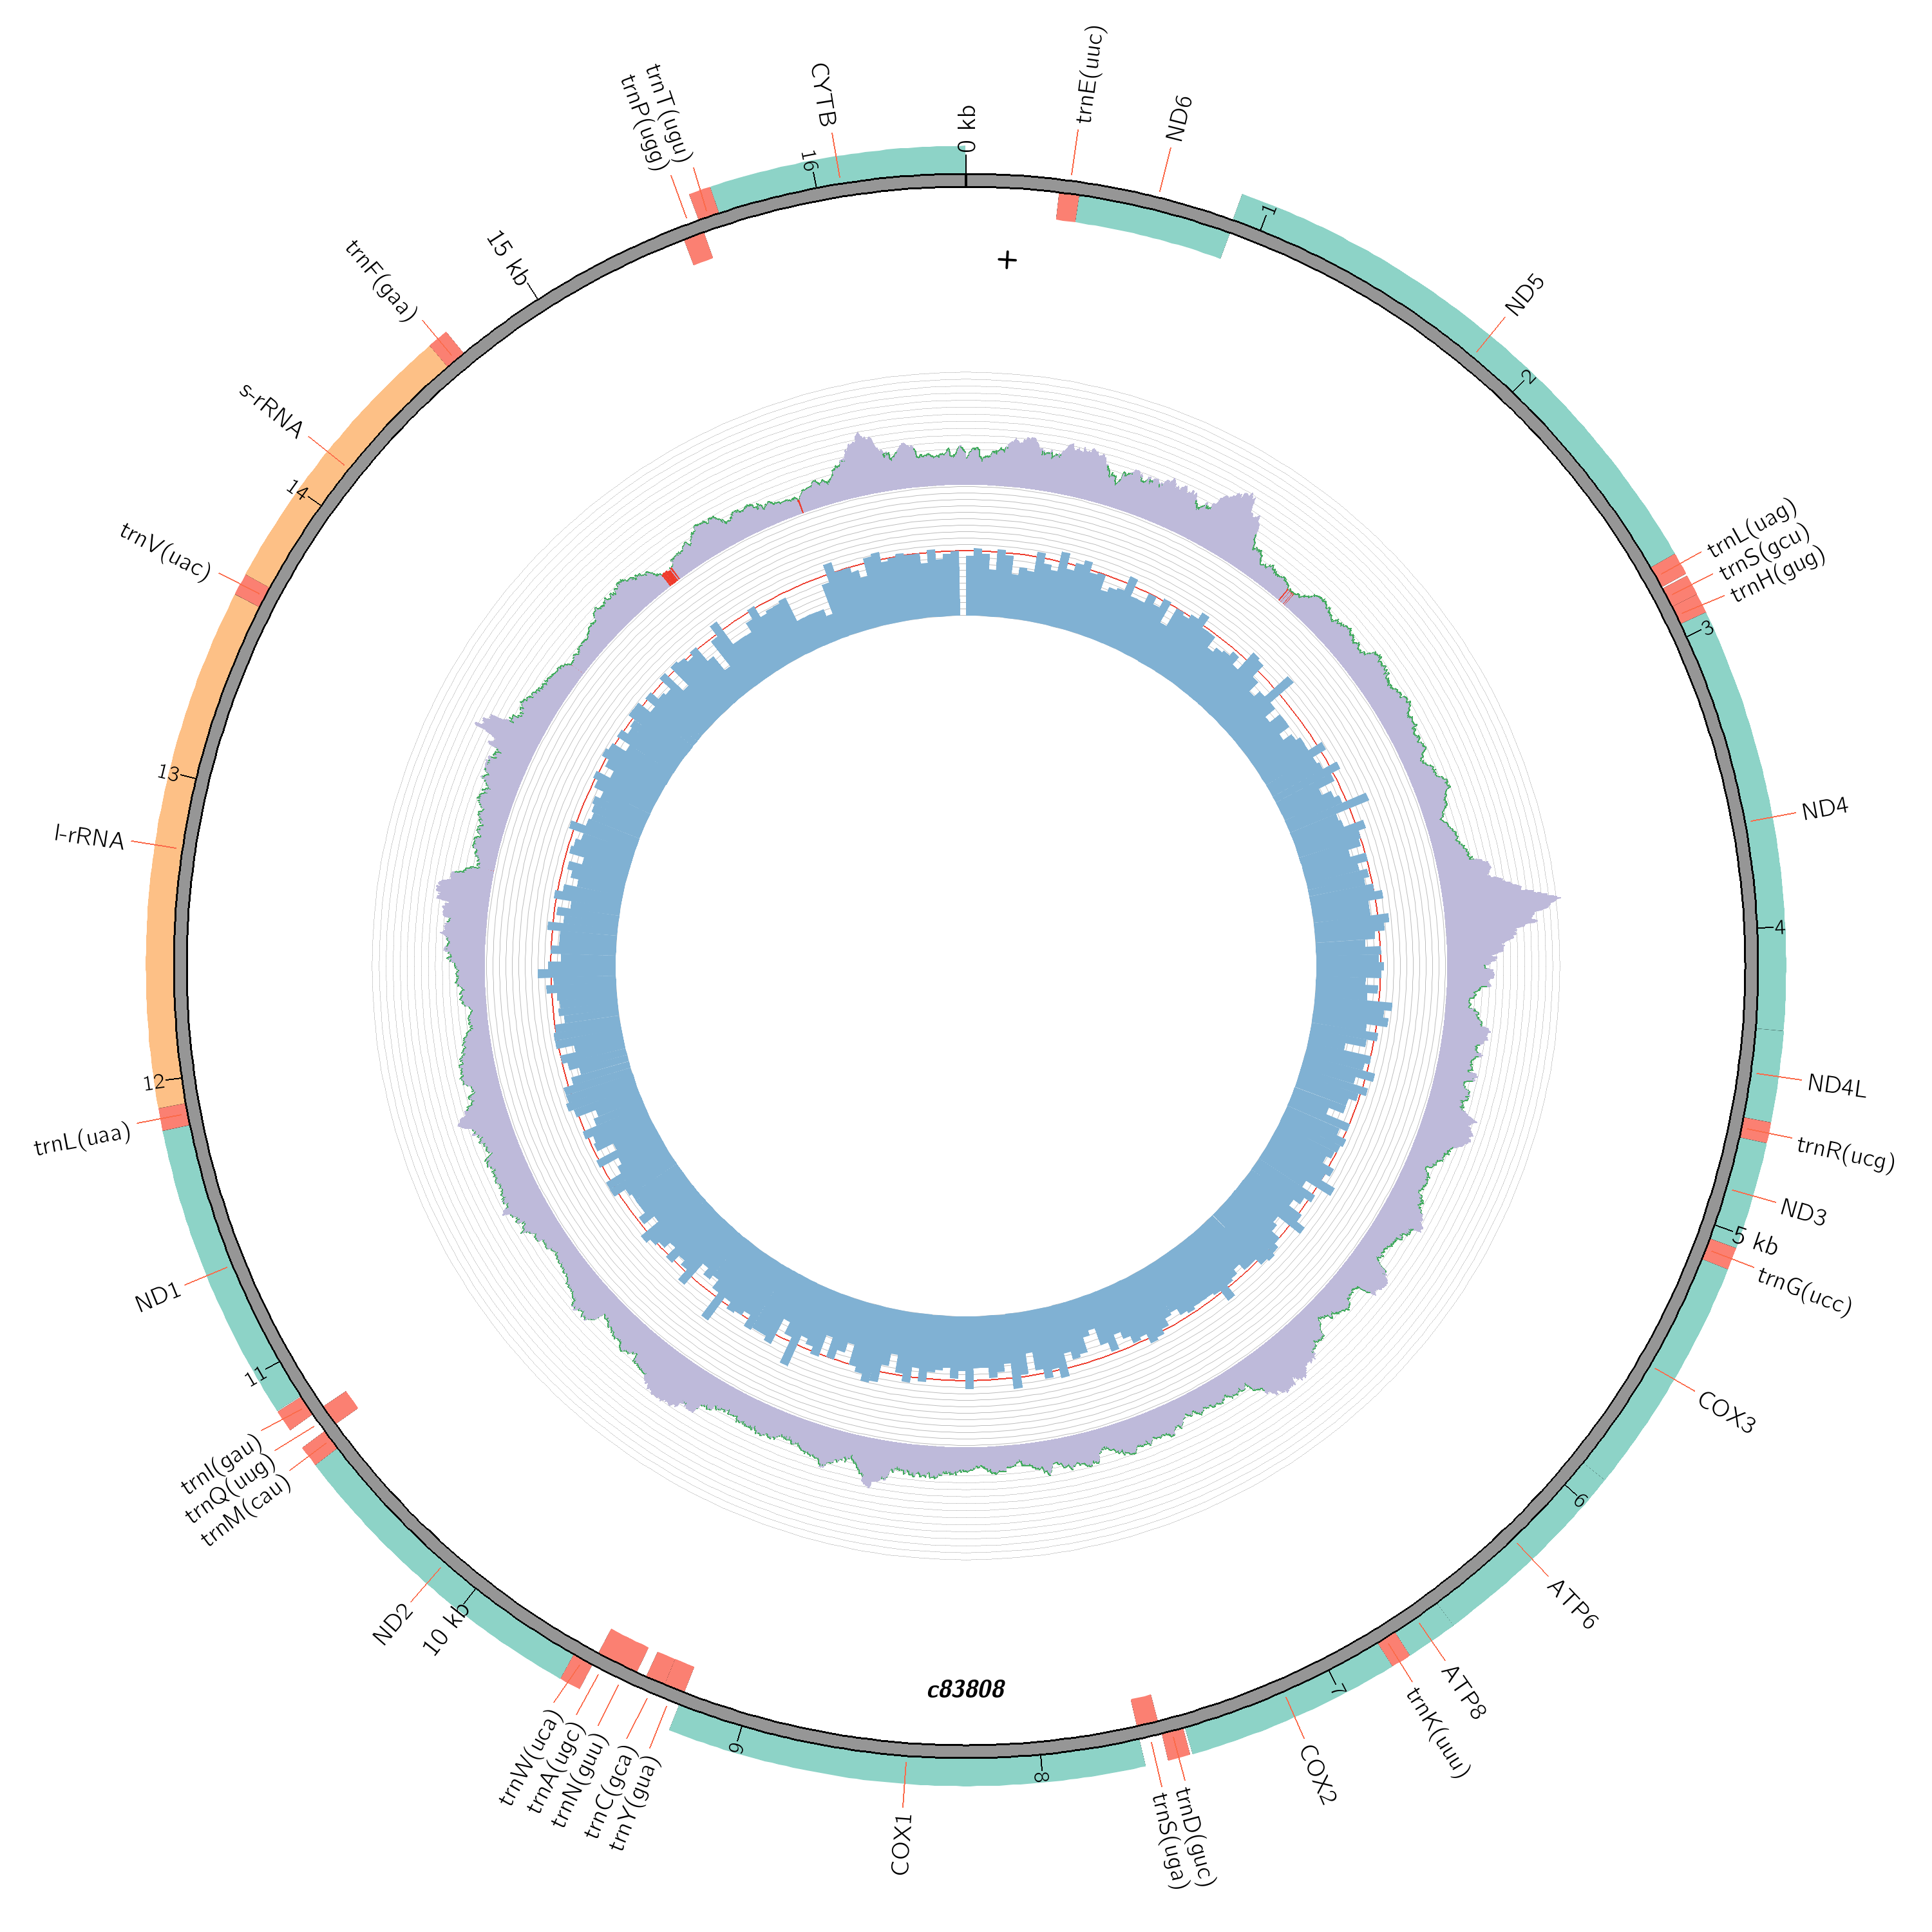 0 kb
trnE(uuc)
ND6
1
ND5
2
trnL(uag)
trnS(gcu)
trnH(gug)
3
ND4
4
ND4L
trnR(ucg)
ND3
5 kb
trnG(ucc)
COX3
6
ATP6
ATP8
trnK(uuu)
7
COX2
trnD(guc)
trnS(uga)
8
COX1
9
trnY(gua)
trnC(gca)
trnN(guu)
trnA(ugc)
trnW(uca)
10 kb
ND2
trnM(cau)
trnQ(uug)
trnI(gau)
11
ND1
trnL(uaa)
12
l-rRNA
13
trnV(uac)
14
s-rRNA
trnF(gaa)
15 kb
trnP(ugg)
trnT(ugu)
16
CYTB
+
c83808